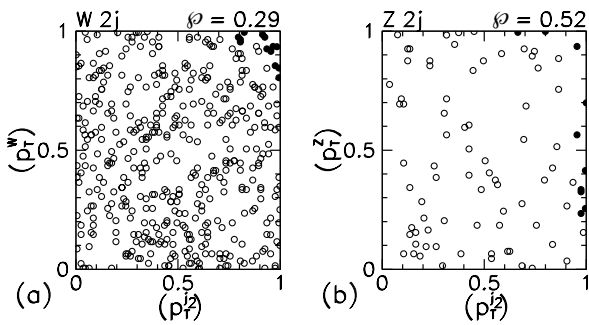 W 2j ℘ = 0.29 Z 2j ℘ = 0.52
1 1
(p_T^W) 0.5 (p_T^Z) 0.5
0 0
0 0.5 1 0 0.5 1
(a) (p_T^{j2}) (b) (p_T^{j2})